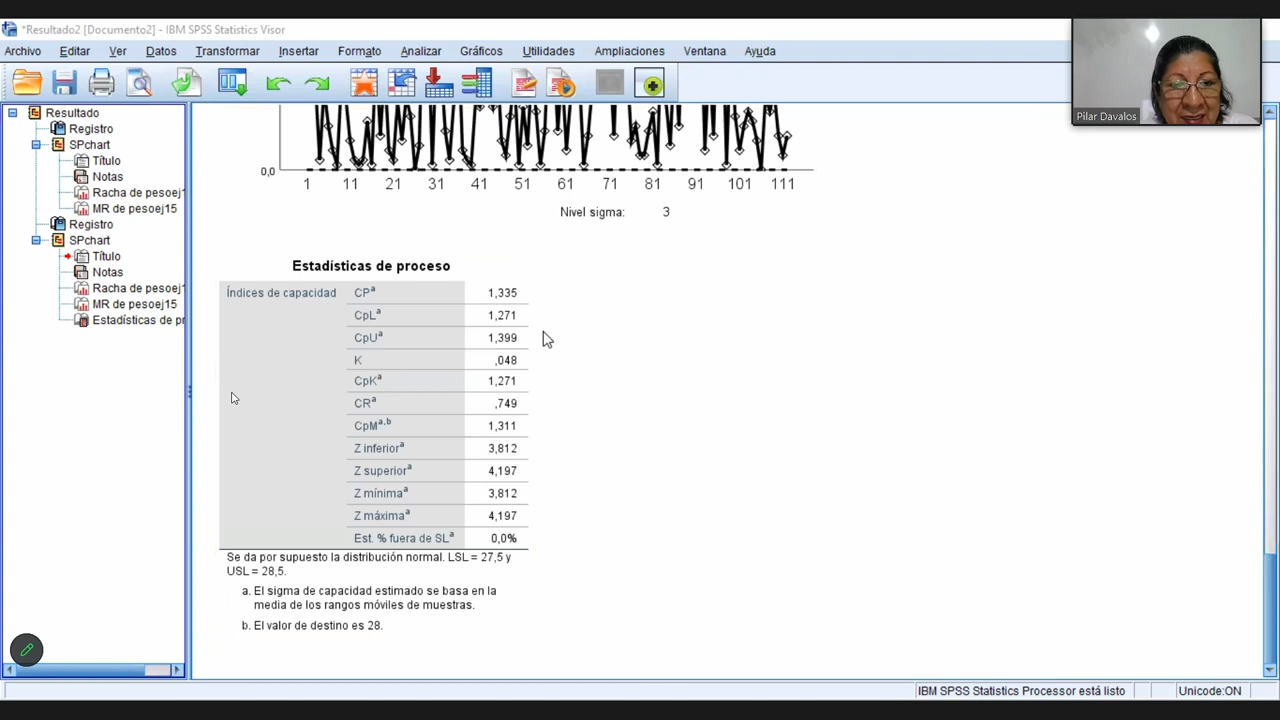 *Resultado2 [Documento2] - IBM SPSS Statistics Visor
Archivo Editar Ver Datos Transformar Insertar Formato Analizar Gráficos Utilidades Ampliaciones Ventana Ayuda
Pilar Davalos
Resultado
Registro
SPchart
Título
Notas
Racha de pesoej1
MR de pesoej15
Registro
SPchart
Título
Notas
Racha de pesoej1
MR de pesoej15
Estadísticas de pr
0,0
1 11 21 31 41 51 61 71 81 91 101 111
Nivel sigma: 3
Estadísticas de proceso
Índices de capacidad CPa 1,335
CpLa 1,271
CpUa 1,399
K ,048
CpKa 1,271
CRa ,749
CpMa,b 1,311
Z inferiora 3,812
Z superiora 4,197
Z mínimaa 3,812
Z máximaa 4,197
Est. % fuera de SLa 0,0%
Se da por supuesto la distribución normal. LSL = 27,5 y
USL = 28,5.
a. El sigma de capacidad estimado se basa en la
media de los rangos móviles de muestras.
b. El valor de destino es 28.
IBM SPSS Statistics Processor está listo Unicode:ON